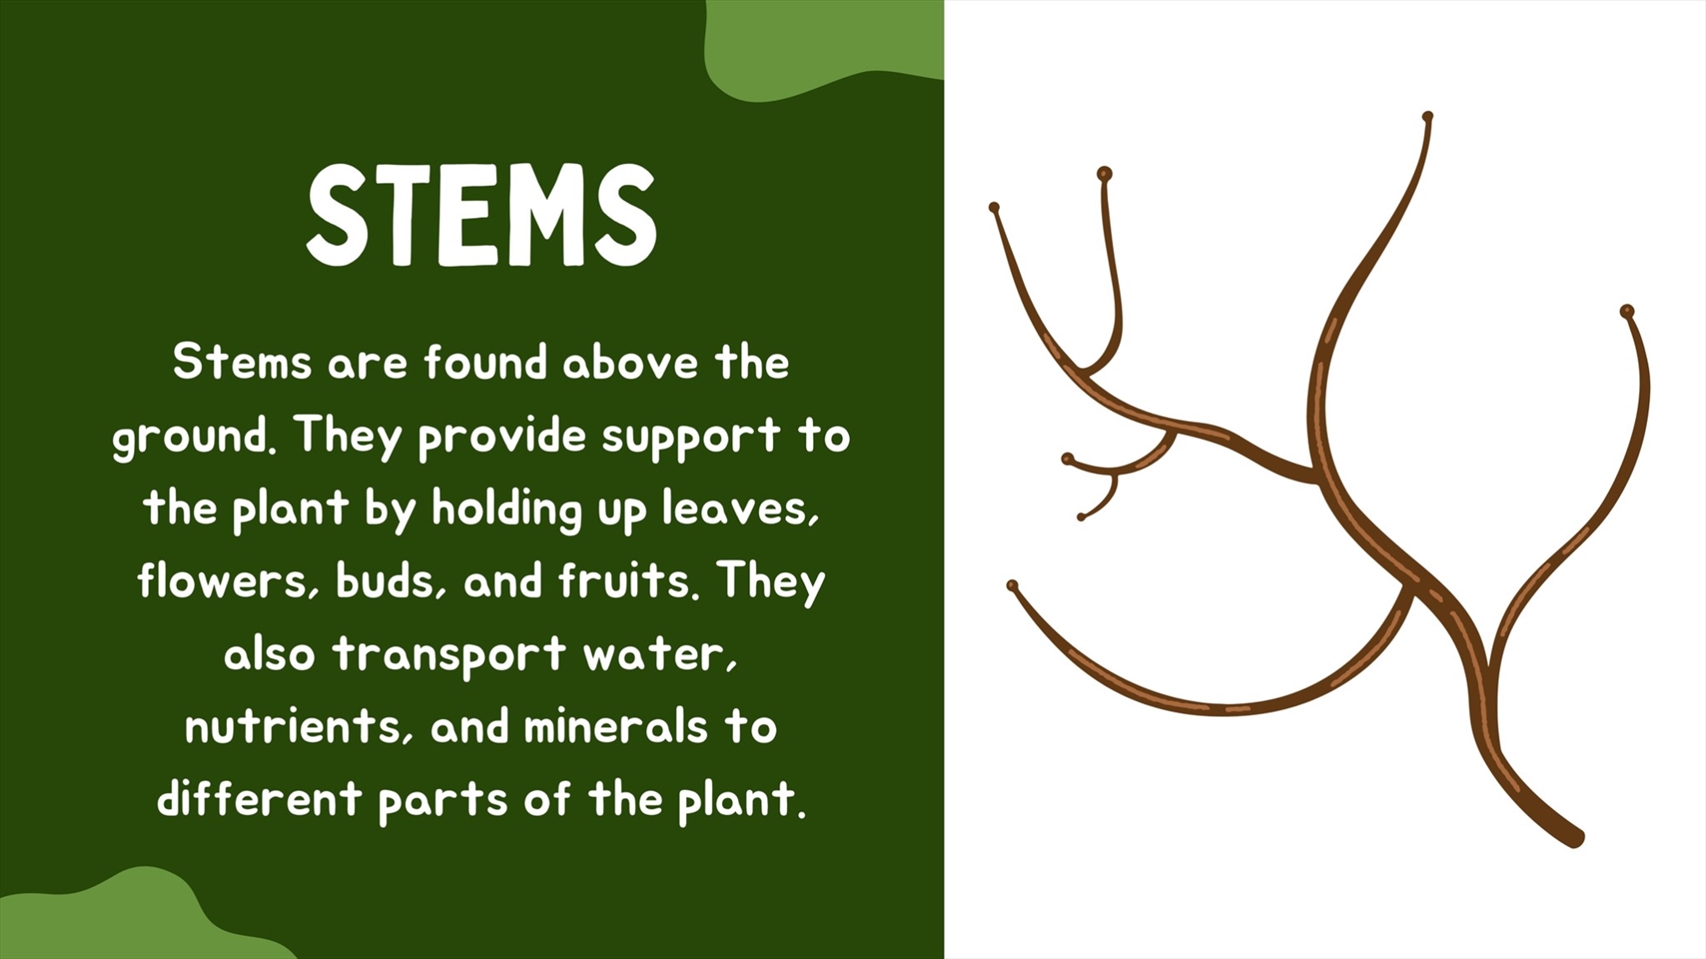 STEMS
Stems are found above the
ground. They provide support to
the plant by holding up leaves,
flowers, buds, and fruits. They
also transport water,
nutrients, and minerals to
different parts of the plant.